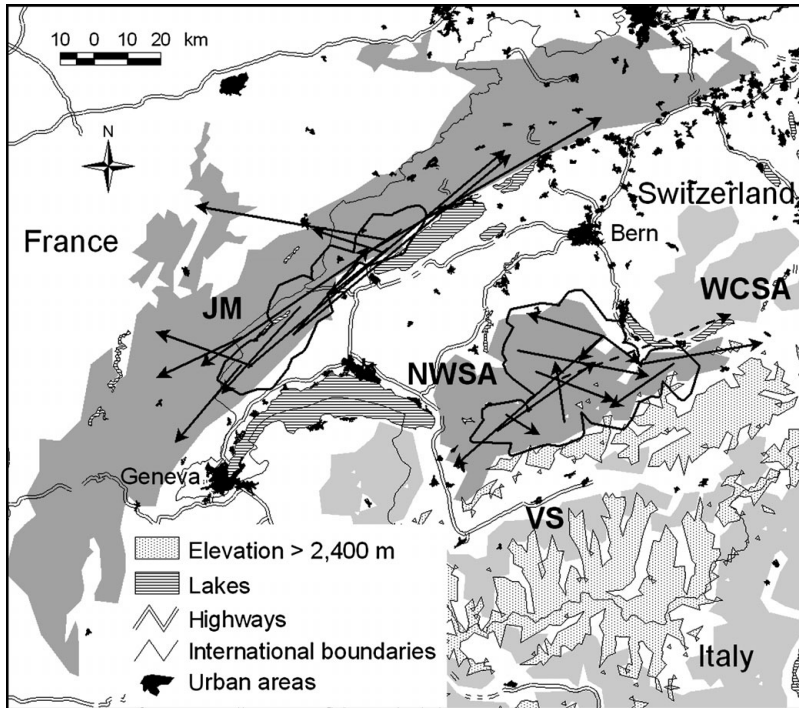 10 0 10 20 km
N
Switzerland
France
Bern
WCSA
JM
NWSA
Geneva
VS
Elevation > 2,400 m
Lakes
Highways
International boundaries
Urban areas
Italy